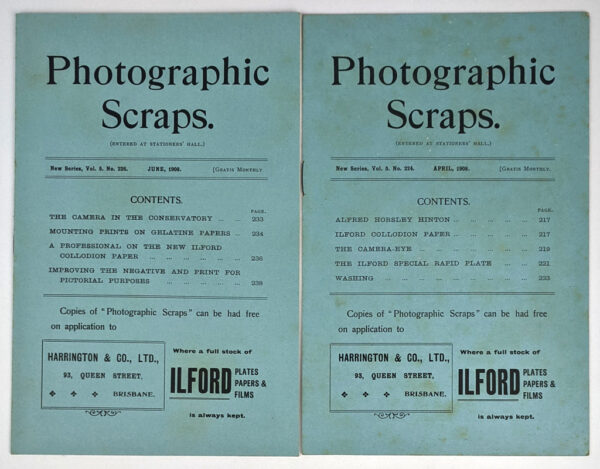 Photographic
Scraps.
(ENTERED AT STATIONERS' HALL.)
New Series, Vol. 5. No. 226. JUNE, 1908. [GRATIS MONTHLY
CONTENTS.
PAGE.
THE CAMERA IN THE CONSERVATORY ... ... 233
MOUNTING PRINTS ON GELATINE PAPERS ... 234
A PROFESSIONAL ON THE NEW ILFORD
COLLODION PAPER ... ... ... ... ... ... 236
IMPROVING THE NEGATIVE AND PRINT FOR
PICTORIAL PURPOSES ... ... ... ... ... 238
Copies of "Photographic Scraps" can be had free
on application to
HARRINGTON & CO., LTD.,
93, QUEEN STREET,
BRISBANE.
Where a full stock of
ILFORD PLATES
PAPERS &
FILMS
is always kept.
Photographic
Scraps.
(ENTERED AT STATIONERS' HALL.)
New Series, Vol. 5. No. 224. APRIL, 1908. [GRATIS MONTHLY.
CONTENTS.
PAGE.
ALFRED HORSLEY HINTON ... ... ... ... ... 217
ILFORD COLLODION PAPER ... ... ... ... ... 217
THE CAMERA-EYE ... ... ... ... ... ... 219
THE ILFORD SPECIAL RAPID PLATE ... ... 221
WASHING ... ... ... ... ... ... ... 223
Copies of "Photographic Scraps" can be had free
on application to
HARRINGTON & CO., LTD.,
93, QUEEN STREET,
BRISBANE.
Where a full stock of
ILFORD PLATES
PAPERS &
FILMS
is always kept.